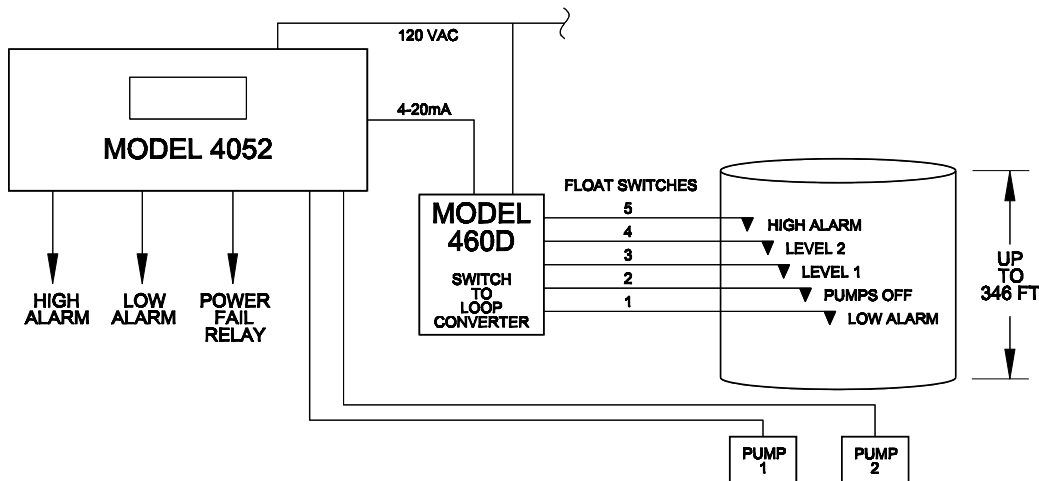 120 VAC
4-20mA
MODEL 4052
HIGH
ALARM
LOW
ALARM
POWER
FAIL
RELAY
MODEL
460D
SWITCH
TO
LOOP
CONVERTER
FLOAT SWITCHES
5
4
3
2
1
HIGH ALARM
LEVEL 2
LEVEL 1
PUMPS OFF
LOW ALARM
UP
TO
346 FT
PUMP
1
PUMP
2